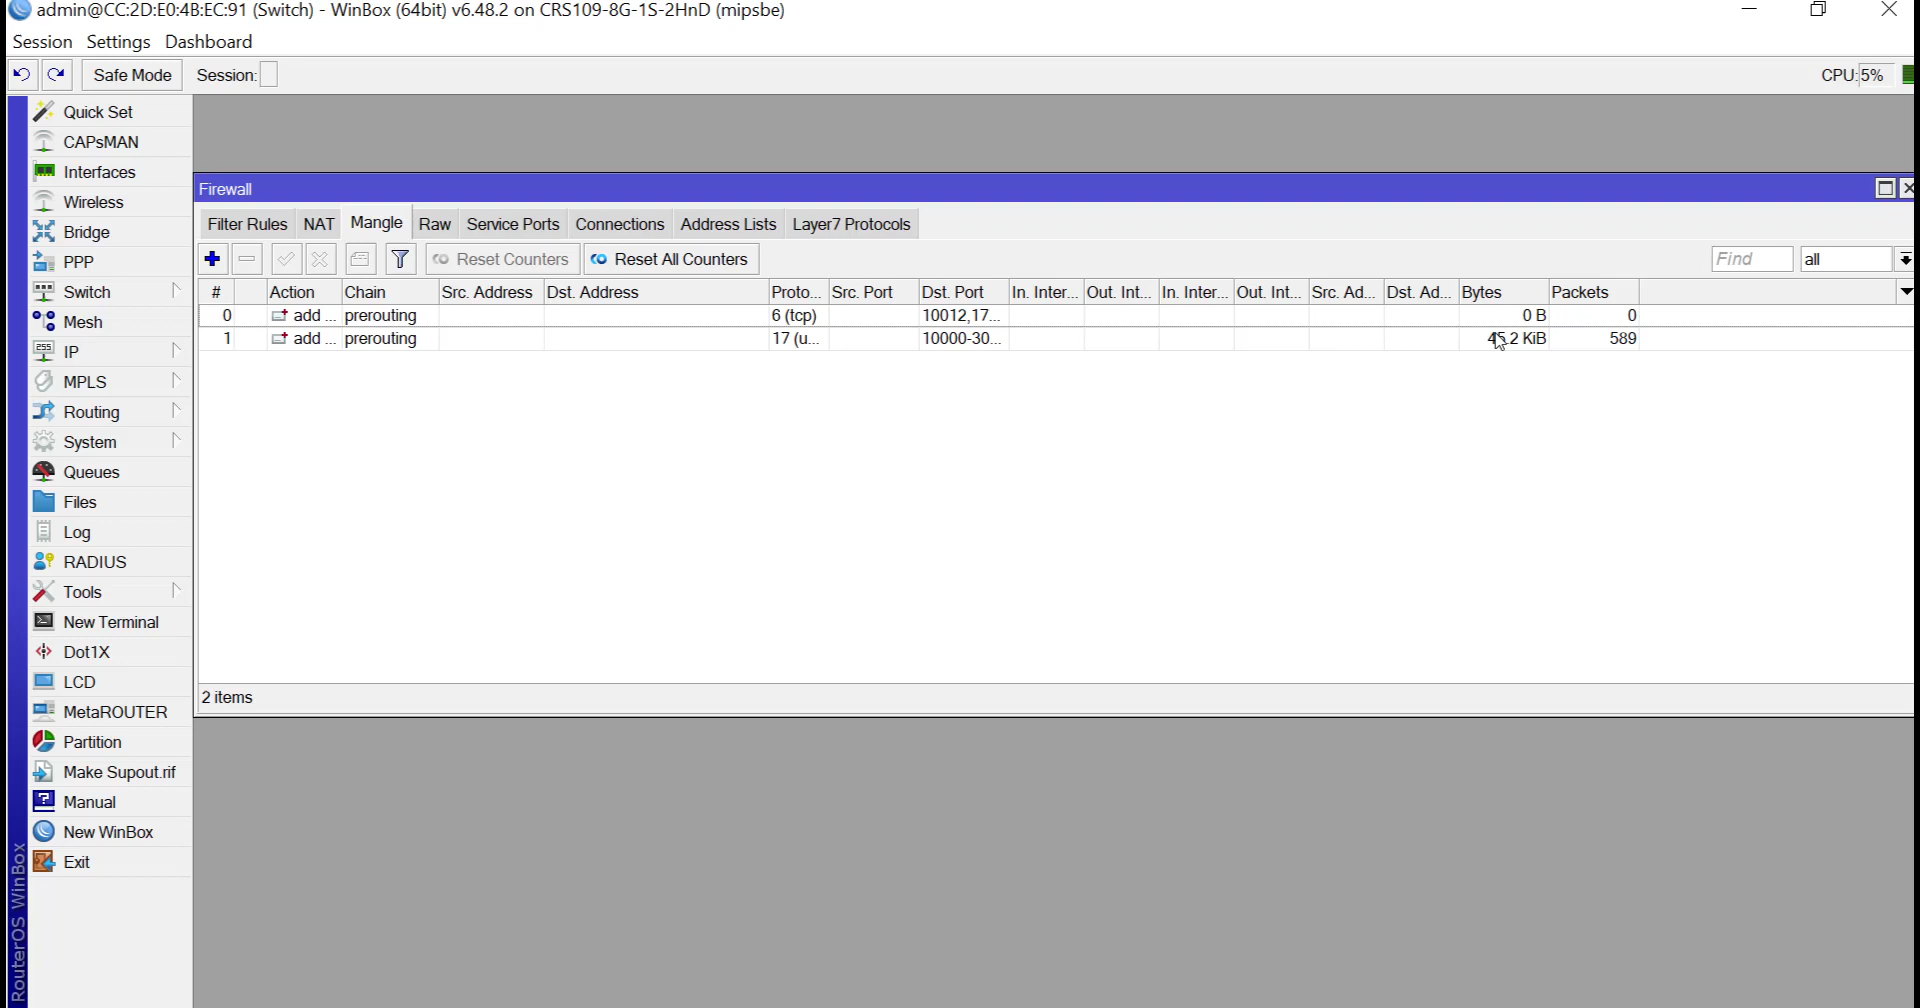 admin@CC:2D:E0:4B:EC:91 (Switch) - WinBox (64bit) v6.48.2 on CRS109-8G-1S-2HnD (mipsbe)
Session Settings Dashboard
Safe Mode Session: CPU: 5%
Quick Set
CAPsMAN
Interfaces
Wireless
Bridge
PPP
Switch
Mesh
255 IP
MPLS
Routing
System
Queues
Files
Log
RADIUS
Tools
New Terminal
Dot1X
LCD
MetaROUTER
Partition
Make Supout.rif
Manual
New WinBox
Exit
RouterOS WinBox
Firewall
Filter Rules NAT Mangle Raw Service Ports Connections Address Lists Layer7 Protocols
Reset Counters Reset All Counters Find all
# Action Chain Src. Address Dst. Address Proto... Src. Port Dst. Port In. Inter... Out. Int... In. Inter... Out. Int... Src. Ad... Dst. Ad... Bytes Packets
0 add ... prerouting 6 (tcp) 10012,17... 0 B 0
1 add ... prerouting 17 (u... 10000-30... KiB 589
2 items